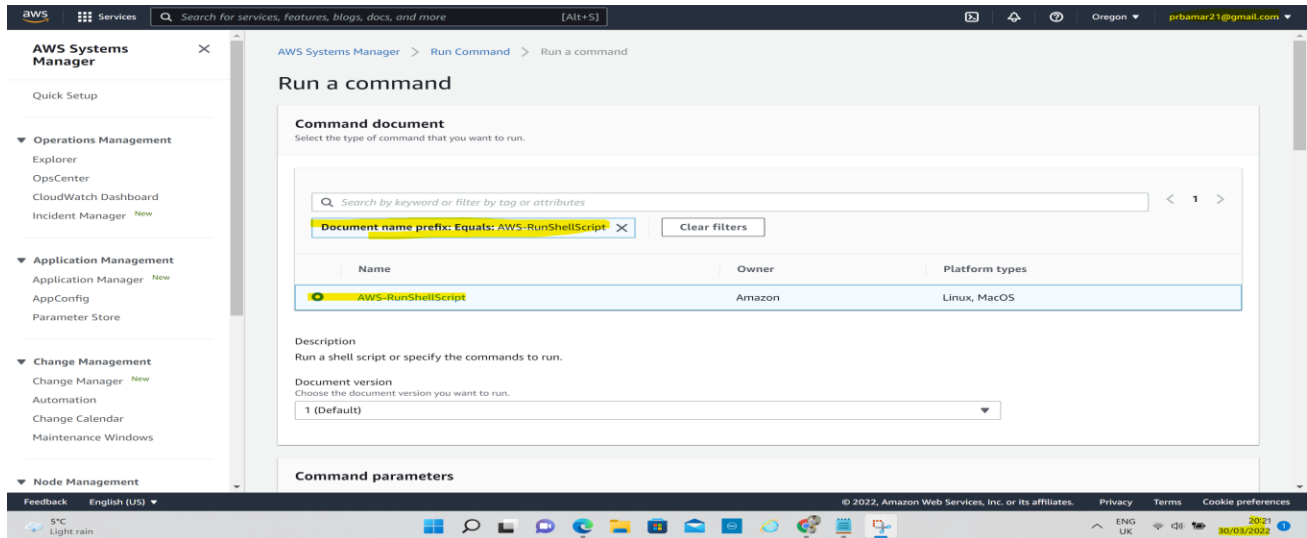 aws Services Search for services, features, blogs, docs, and more [Alt+S] Oregon prbamar21@gmail.com
AWS Systems Manager
Quick Setup
Operations Management
Explorer
OpsCenter
CloudWatch Dashboard
Incident Manager New
Application Management
Application Manager New
AppConfig
Parameter Store
Change Management
Change Manager New
Automation
Change Calendar
Maintenance Windows
Node Management
AWS Systems Manager > Run Command > Run a command
Run a command
Command document
Select the type of command that you want to run.
Search by keyword or filter by tag or attributes
< 1 >
Document name prefix: Equals: AWS-RunShellScript Clear filters
Name Owner Platform types
AWS-RunShellScript Amazon Linux, MacOS
Description
Run a shell script or specify the commands to run.
Document version
Choose the document version you want to run.
1 (Default)
Command parameters
Feedback English (US) © 2022, Amazon Web Services, Inc. or its affiliates. Privacy Terms Cookie preferences
5°C
Light rain
ENG
UK
20:21
30/03/2022
1